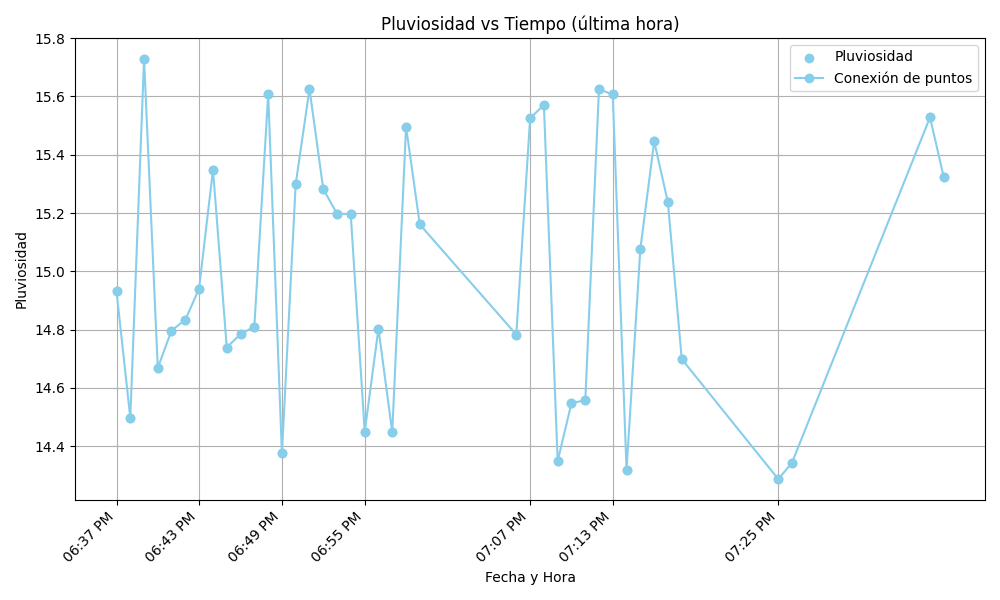 Pluviosidad vs Tiempo (última hora)
Pluviosidad
Conexión de puntos
Pluviosidad
15.8
15.6
15.4
15.2
15.0
14.8
14.6
14.4
06:37 PM
06:43 PM
06:49 PM
06:55 PM
07:07 PM
07:13 PM
07:25 PM
Fecha y Hora